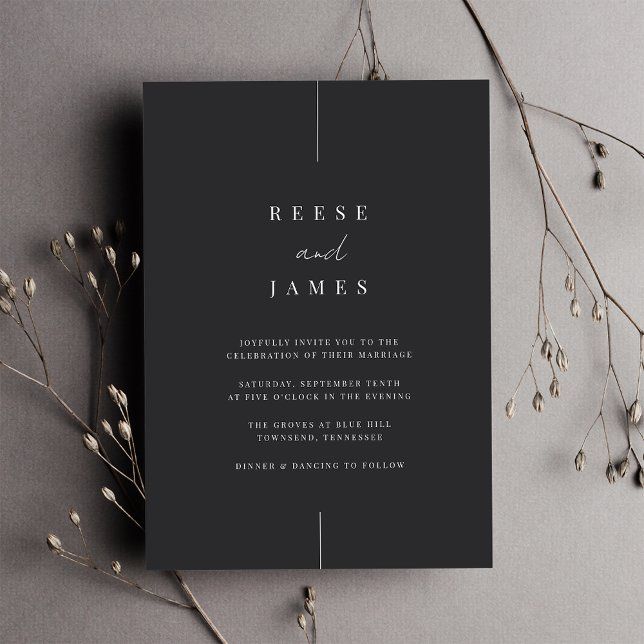 REESE
and
JAMES
JOYFULLY INVITE YOU TO THE
CELEBRATION OF THEIR MARRIAGE
SATURDAY, SEPTEMBER TENTH
AT FIVE O'CLOCK IN THE EVENING
THE GROVES AT BLUE HILL
TOWNSEND, TENNESSEE
DINNER & DANCING TO FOLLOW